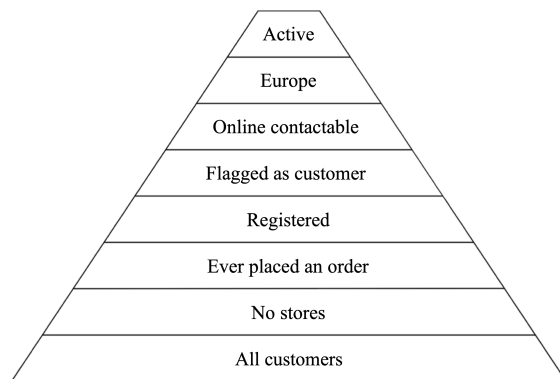 Active
Europe
Online contactable
Flagged as customer
Registered
Ever placed an order
No stores
All customers